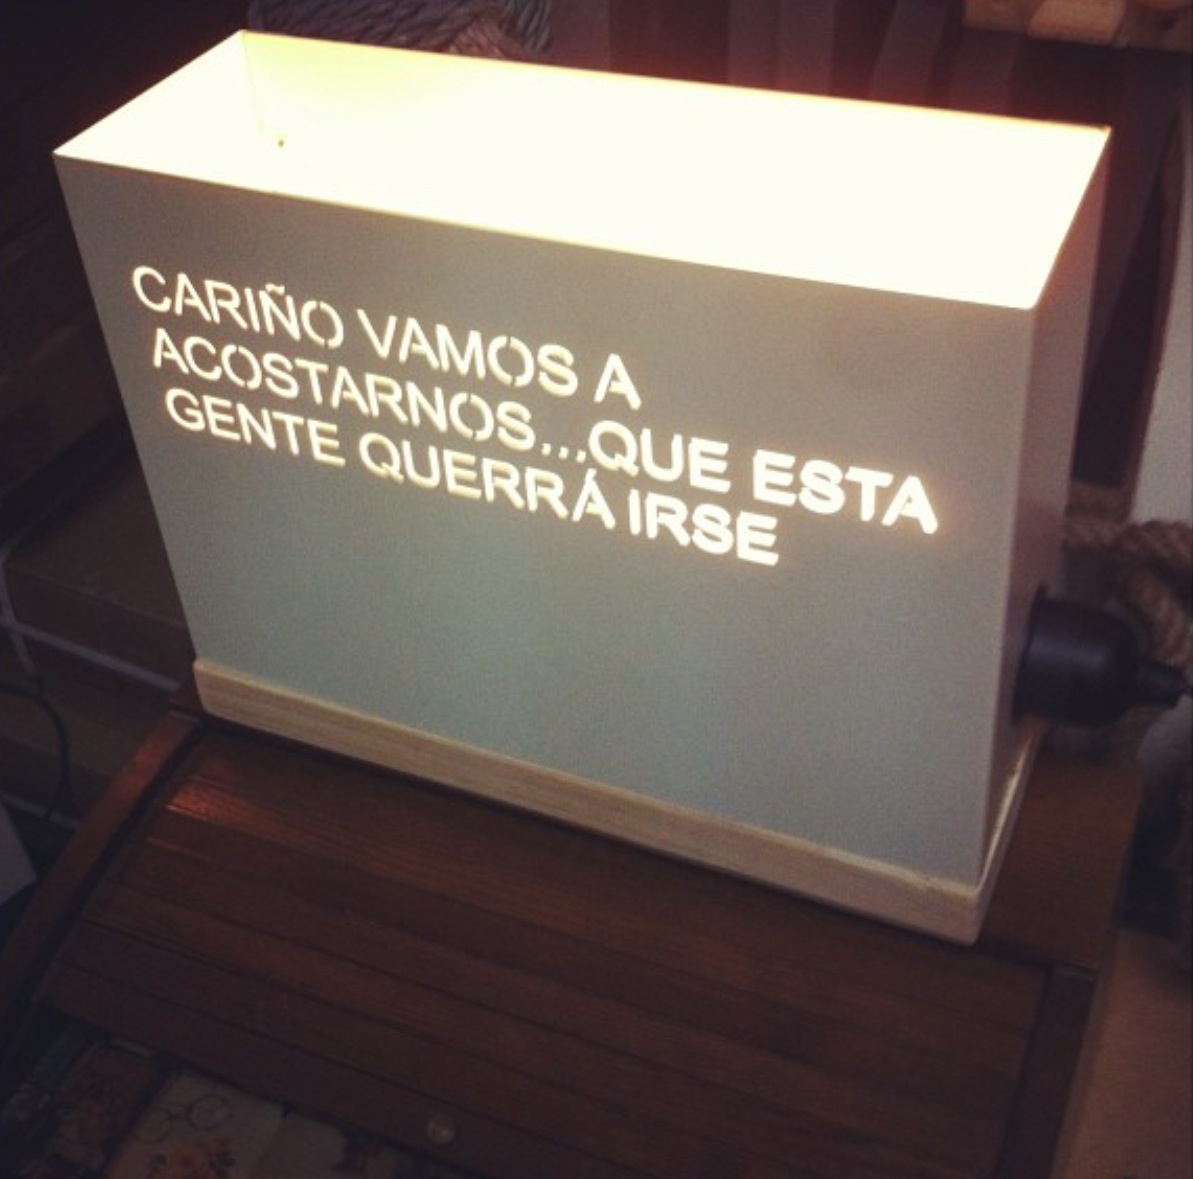 CARIÑO VAMOS A
ACOSTARNOS...QUE ESTA
GENTE QUERRÁ IRSE